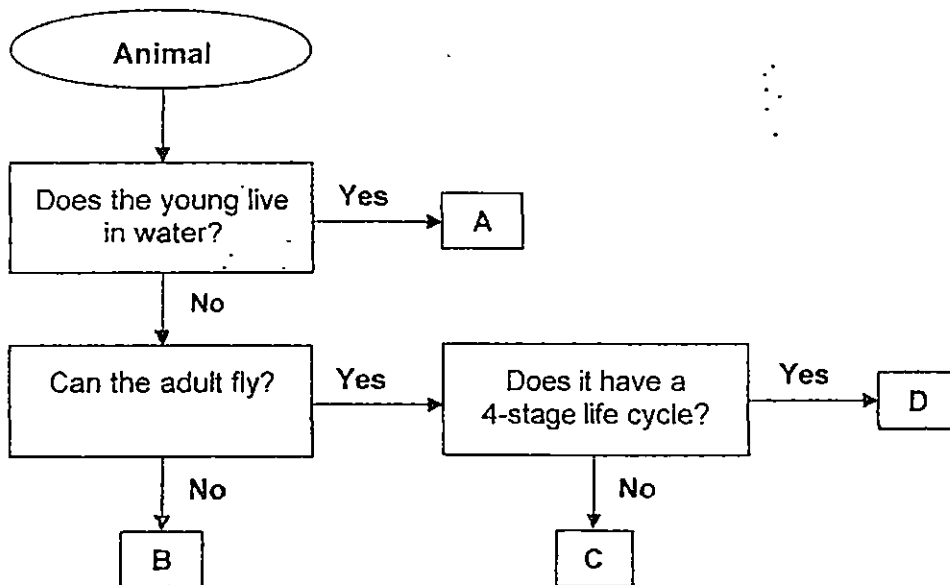 Animal
Does the young live
in water?
Yes
A
No
Can the adult fly?
Yes
Does it have a
4-stage life cycle?
Yes
D
No
B
No
C